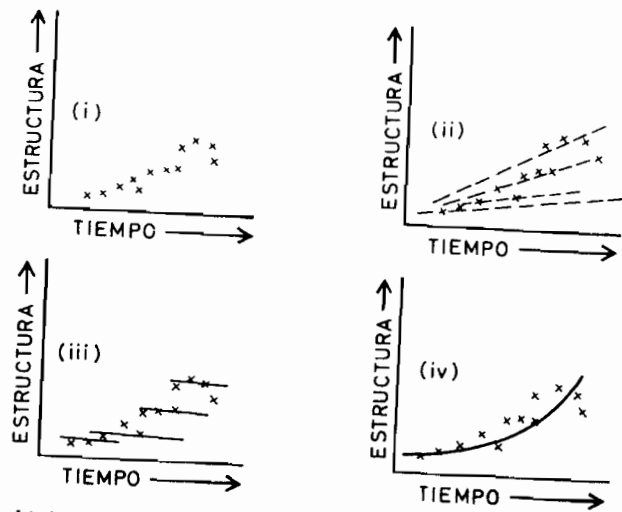 ESTRUCTURA
(i)
TIEMPO
ESTRUCTURA
(ii)
TIEMPO
ESTRUCTURA
(iii)
TIEMPO
ESTRUCTURA
(iv)
TIEMPO